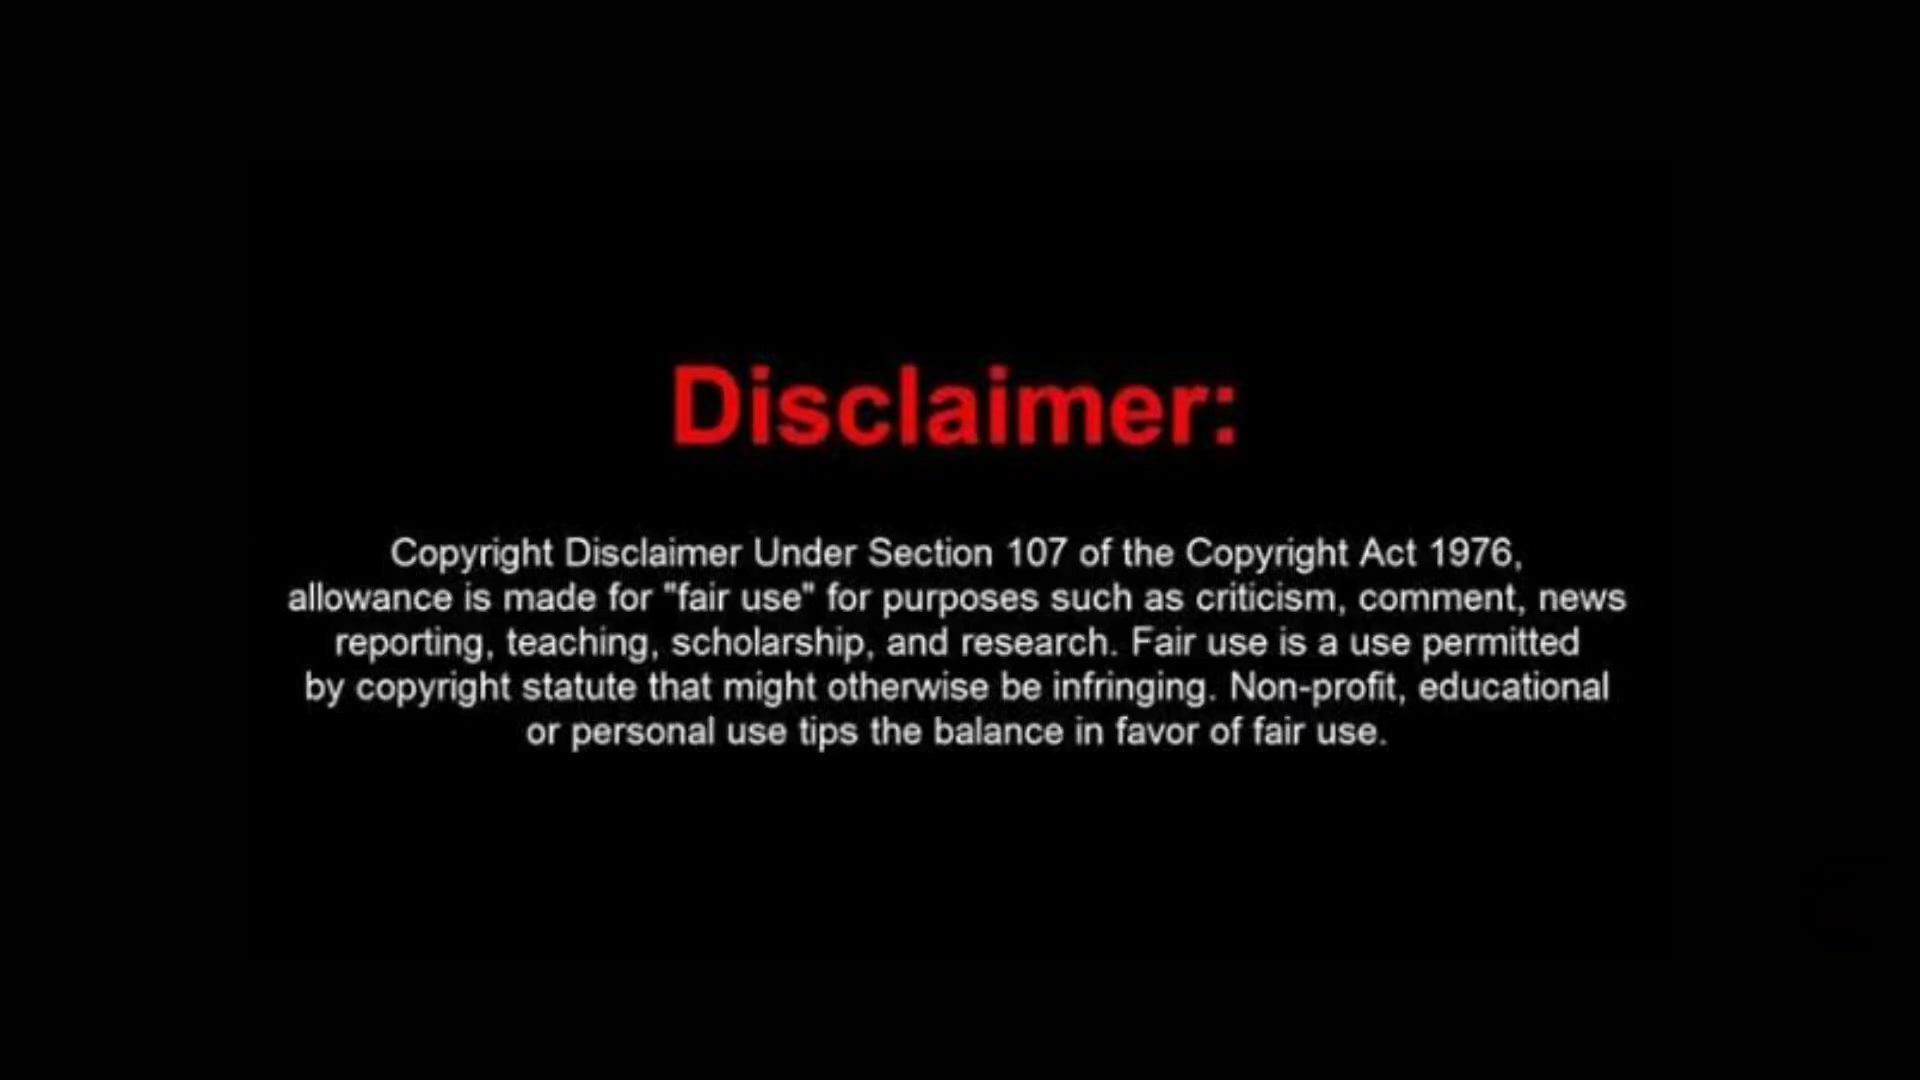 Disclaimer:
Copyright Disclaimer Under Section 107 of the Copyright Act 1976,
allowance is made for "fair use" for purposes such as criticism, comment, news
reporting, teaching, scholarship, and research. Fair use is a use permitted
by copyright statute that might otherwise be infringing. Non-profit, educational
or personal use tips the balance in favor of fair use.